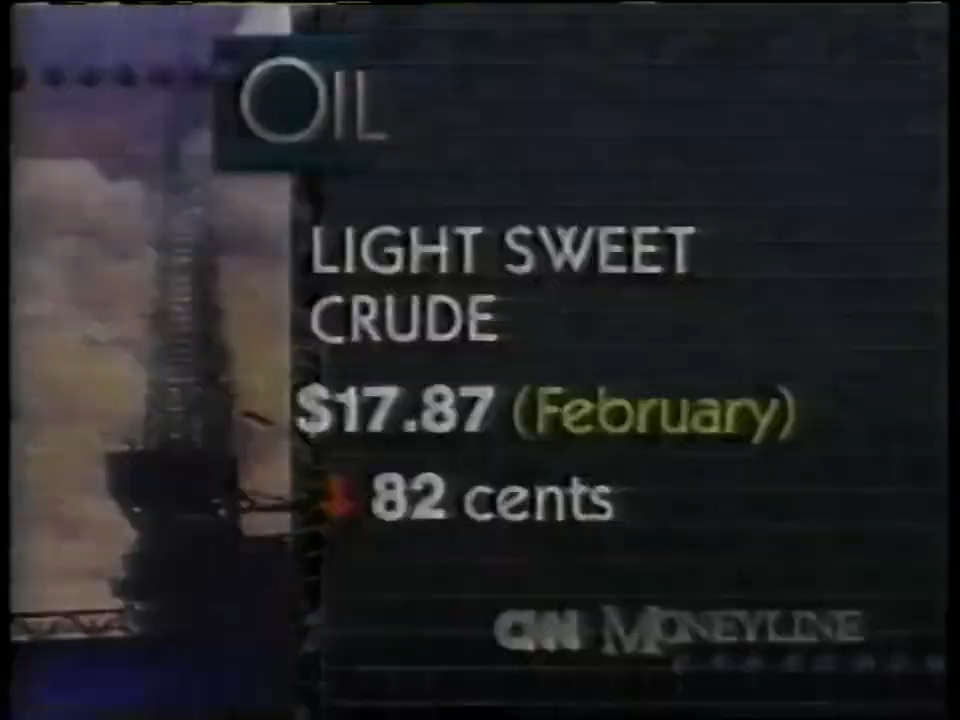 OIL
LIGHT SWEET
CRUDE
$17.87 (February)
82 cents
CNN MONEYLINE